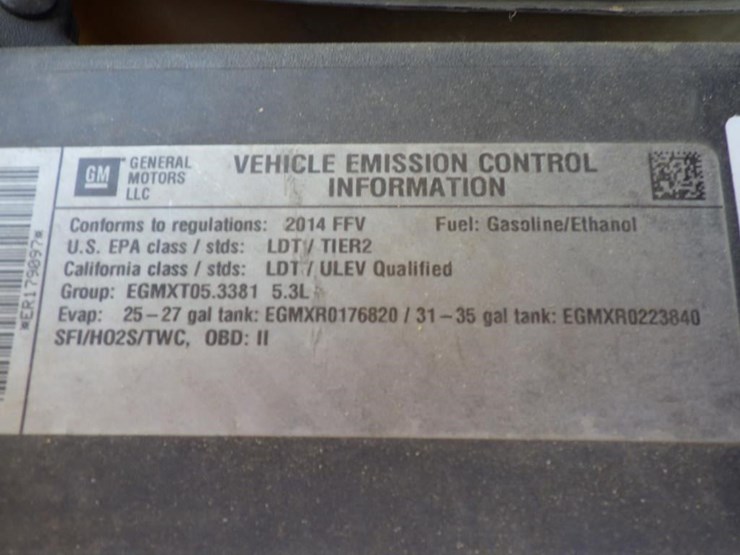 *ER179097*
GM GENERAL MOTORS LLC
VEHICLE EMISSION CONTROL
INFORMATION
Conforms to regulations: 2014 FFV Fuel: Gasoline/Ethanol
U.S. EPA class / stds: LDT / TIER2
California class / stds: LDT / ULEV Qualified
Group: EGMXT05.3381 5.3L
Evap: 25-27 gal tank: EGMXR0176820 / 31-35 gal tank: EGMXR0223840
SFI/HO2S/TWC, OBD: II